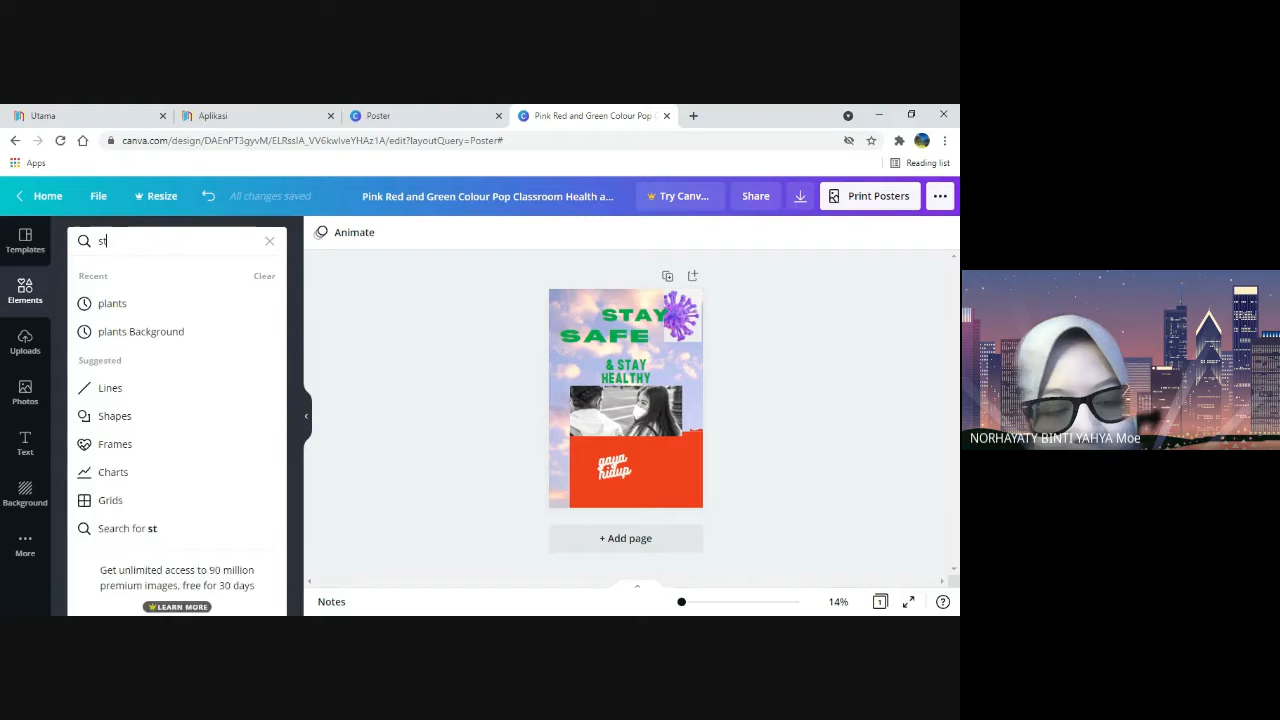 Utama
Aplikasi
Poster
Pink Red and Green Colour Pop C
canva.com/design/DAEnPT3gyvM/ELRssIA_VV6kwIveYHAz1A/edit?layoutQuery=Poster#
Apps
Reading list
Home
File
Resize
All changes saved
Pink Red and Green Colour Pop Classroom Health a...
Try Canv...
Share
Print Posters
Templates
Elements
Uploads
Photos
Text
Background
More
st
Recent
Clear
plants
plants Background
Suggested
Lines
Shapes
Frames
Charts
Grids
Search for st
Get unlimited access to 90 million
premium images, free for 30 days
LEARN MORE
Animate
STAY
SAFE
& STAY
HEALTHY
gaya
hidup
+ Add page
Notes
14%
1
NORHAYATY BINTI YAHYA Moe